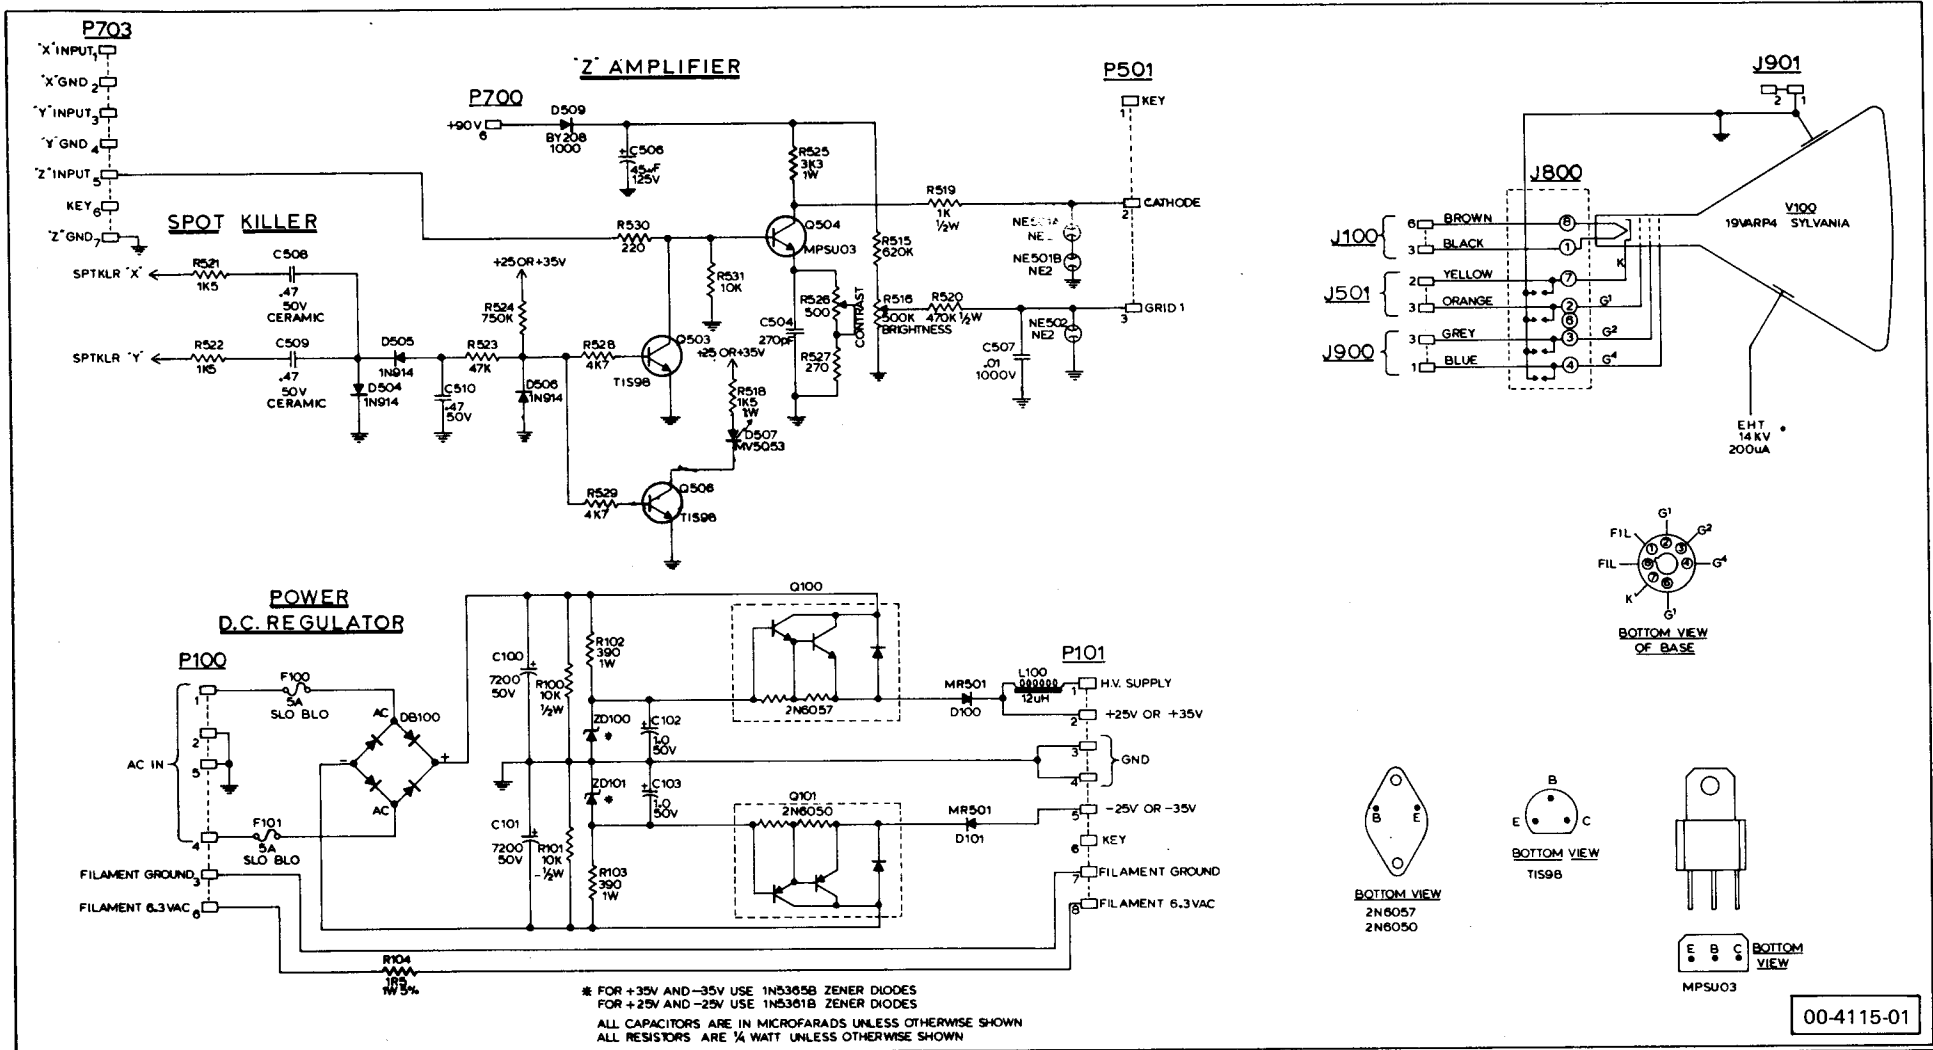 P703
"X" INPUT 1
"X" GND 2
"Y" INPUT 3
"Y" GND 4
"Z" INPUT 5
KEY 6
"Z" GND 7
"Z" AMPLIFIER
P700
+90V 6
D509
BY208
1000
C506
45µF
125V
R525
3K3
1W
P501
KEY
1
CATHODE
2
GRID 1
3
R519
1K
½W
NE501A
NE501B
NE2
R530
220
Q504
MPSU03
R531
10K
R515
620K
R516
500K
BRIGHTNESS
R520
470K ½W
NE502
NE2
C507
.01
1000V
R526
500
CONTRAST
C504
270pF
R527
270
SPOT KILLER
SPTKLR "X"
R521
1K5
C508
.47
50V
CERAMIC
SPTKLR "Y"
R522
1K5
C509
.47
50V
CERAMIC
D504
1N914
D505
1N914
C510
.47
50V
R523
47K
+25 OR +35V
R524
750K
D506
1N914
R528
4K7
Q503
TIS98
+25 OR +35V
R518
1K5
1W
D507
MV5053
R529
4K7
Q506
TIS98
J901
2 1
J800
J100
6 BROWN 8
3 BLACK 1
K
J501
2 YELLOW 7
3 ORANGE 2 G1
6
J900
3 GREY 3 G2
1 BLUE 4 G4
V100
19VARP4 SYLVANIA
EHT
14KV
200uA
G1
FIL
G2
FIL
G4
K
G1
1 2 3 4 6 7 8
BOTTOM VIEW
OF BASE
POWER
D.C. REGULATOR
P100
AC IN
1
2
5
4
F100
5A
SLO BLO
F101
5A
SLO BLO
AC
DB100
-
+
AC
FILAMENT GROUND 3
FILAMENT 6.3VAC 6
R104
1R5
1W 5%
C100
7200
50V
R100
10K
½W
R102
390
1W
ZD100
*
C102
1.0
50V
ZD101
*
C103
1.0
50V
C101
7200
50V
R101
10K
½W
R103
390
1W
Q100
2N6057
Q101
2N6050
MR501
D100
MR501
D101
L100
12uH
P101
1 H.V. SUPPLY
2 +25V OR +35V
3
GND
4
5 -25V OR -35V
6 KEY
7 FILAMENT GROUND
8 FILAMENT 6.3VAC
* FOR +35V AND -35V USE 1N5365B ZENER DIODES
FOR +25V AND -25V USE 1N5361B ZENER DIODES
ALL CAPACITORS ARE IN MICROFARADS UNLESS OTHERWISE SHOWN
ALL RESISTORS ARE ¼ WATT UNLESS OTHERWISE SHOWN
B E
BOTTOM VIEW
2N6057
2N6050
B
E C
BOTTOM VIEW
TIS98
E B C
BOTTOM
VIEW
MPSU03
00-4115-01